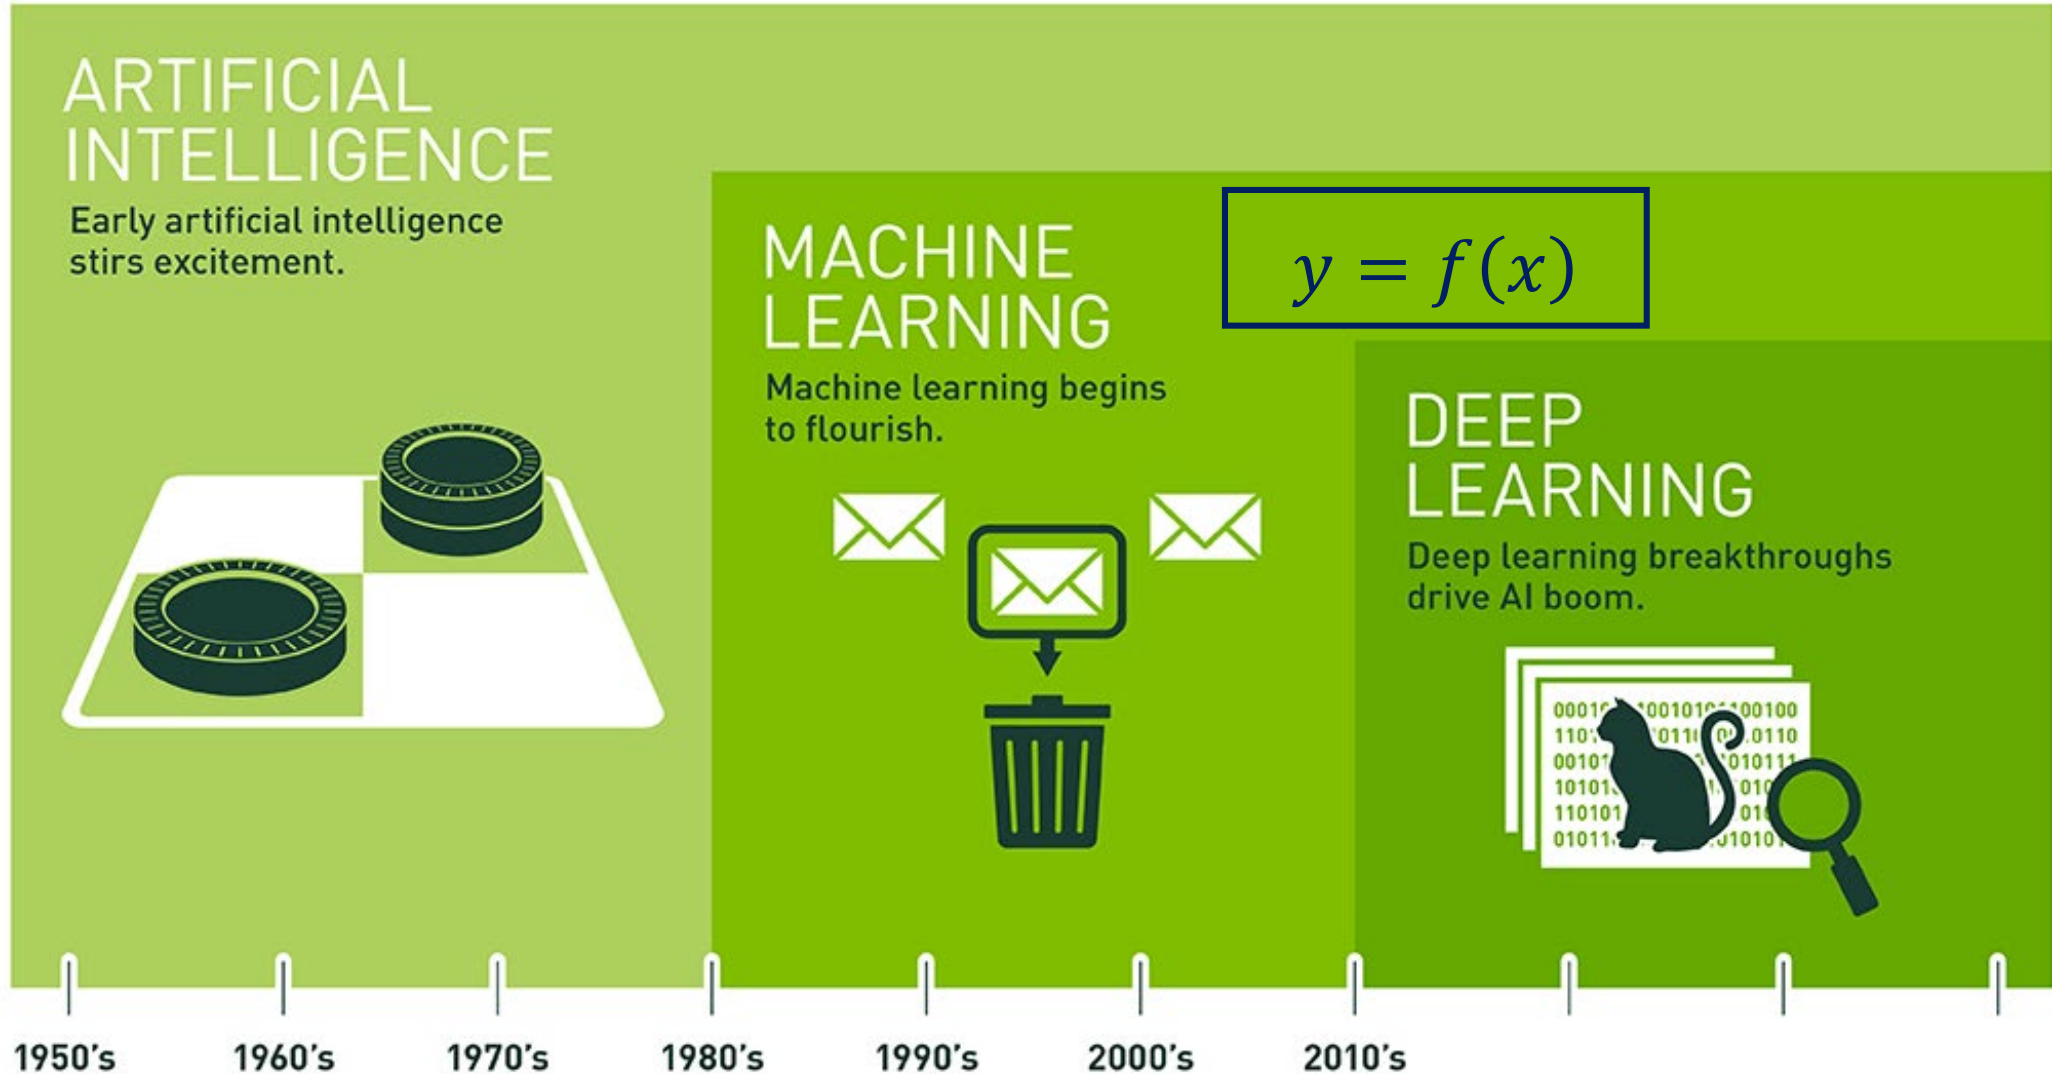 ARTIFICIAL
INTELLIGENCE
Early artificial intelligence
stirs excitement.
MACHINE
LEARNING
Machine learning begins
to flourish.
y = f(x)
DEEP
LEARNING
Deep learning breakthroughs
drive AI boom.
1950's 1960's 1970's 1980's 1990's 2000's 2010's